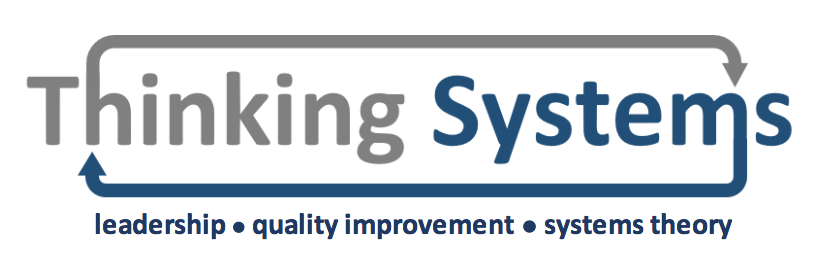 Thinking Systems
leadership ● quality improvement ● systems theory